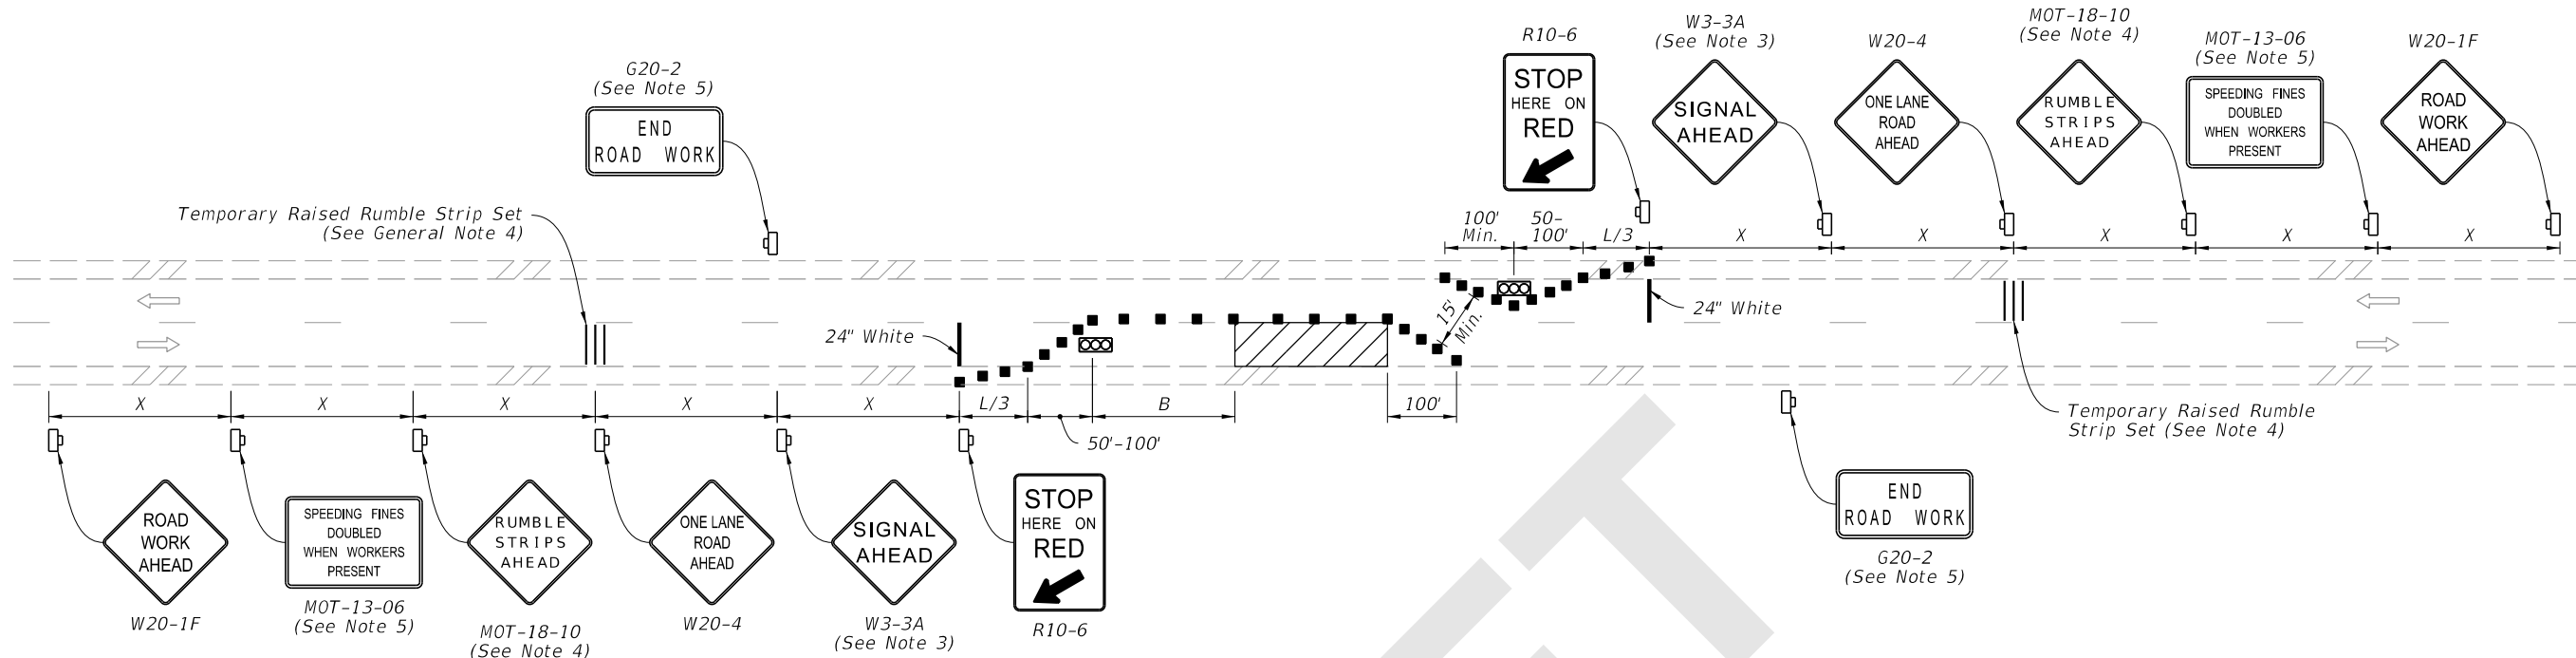 R10-6
STOP
HERE ON
RED
W3-3A
(See Note 3)
SIGNAL
AHEAD
W20-4
ONE LANE
ROAD
AHEAD
MOT-18-10
(See Note 4)
RUMBLE
STRIPS
AHEAD
MOT-13-06
(See Note 5)
SPEEDING FINES
DOUBLED
WHEN WORKERS
PRESENT
W20-1F
ROAD
WORK
AHEAD
G20-2
(See Note 5)
END
ROAD WORK
Temporary Raised Rumble Strip Set
(See General Note 4)
100'
Min.
50-
100'
L/3
X
X
X
X
X
24" White
15'
Min.
24" White
X
X
X
X
X
L/3
50'-100'
B
100'
Temporary Raised Rumble
Strip Set (See Note 4)
ROAD
WORK
AHEAD
W20-1F
SPEEDING FINES
DOUBLED
WHEN WORKERS
PRESENT
MOT-13-06
(See Note 5)
RUMBLE
STRIPS
AHEAD
MOT-18-10
(See Note 4)
ONE LANE
ROAD
AHEAD
W20-4
SIGNAL
AHEAD
W3-3A
(See Note 3)
STOP
HERE ON
RED
R10-6
END
ROAD WORK
G20-2
(See Note 5)